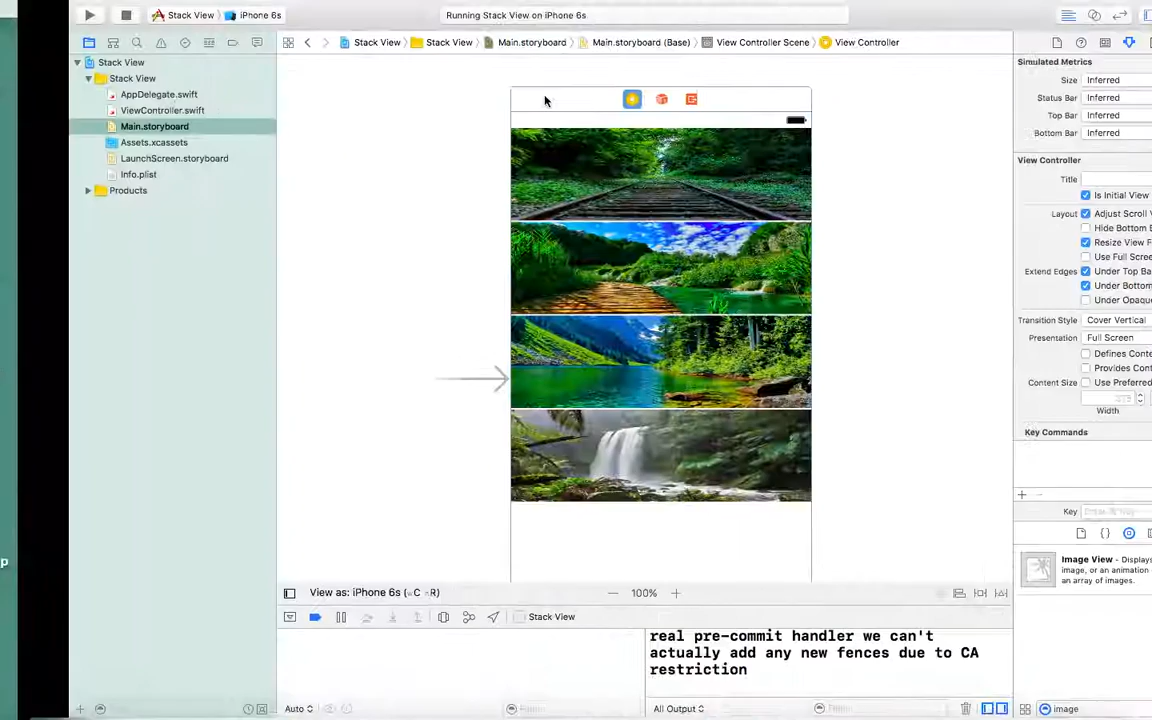 Stack View
iPhone 6s
Running Stack View on iPhone 6s
Stack View
Stack View
Main.storyboard
Main.storyboard (Base)
View Controller Scene
View Controller
Stack View
Stack View
AppDelegate.swift
ViewController.swift
Main.storyboard
Assets.xcassets
LaunchScreen.storyboard
Info.plist
Products
Simulated Metrics
Size Inferred
Status Bar Inferred
Top Bar Inferred
Bottom Bar Inferred
View Controller
Title
Is Initial View
Layout Adjust Scroll V
Hide Bottom B
Resize View F
Use Full Scree
Extend Edges Under Top Ba
Under Bottom
Under Opaqu
Transition Style Cover Vertical
Presentation Full Screen
Defines Conte
Provides Cont
Content Size Use Preferred
Width
Key Commands
Key
Image View - Displays
image, or an animation
an array of images.
p
View as: iPhone 6s (
C
R)
100%
Stack View
real pre-commit handler we can't
actually add any new fences due to CA
restriction
Auto
All Output
image